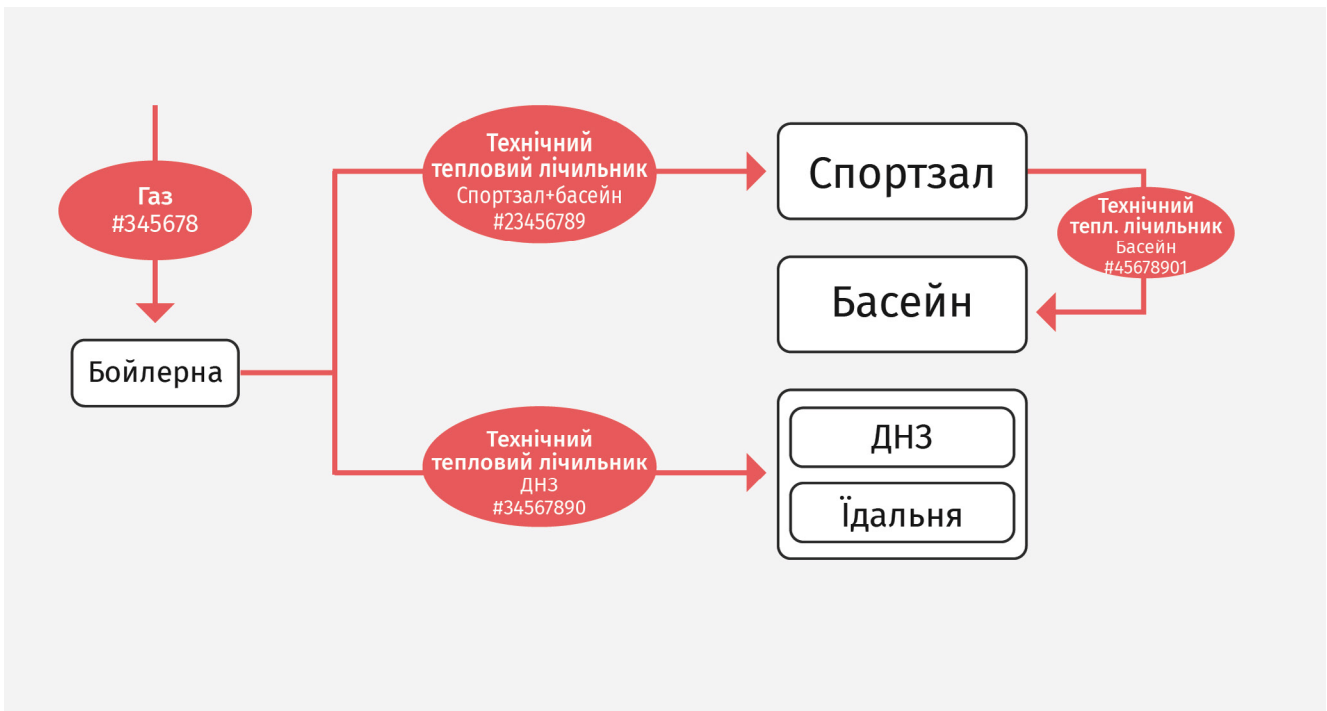 Газ
#345678
Бойлерна
Технічний
тепловий лічильник
Спортзал+басейн
#23456789
Спортзал
Технічний
тепл. лічильник
Басейн
#45678901
Басейн
Технічний
тепловий лічильник
ДНЗ
#34567890
ДНЗ
Їдальня